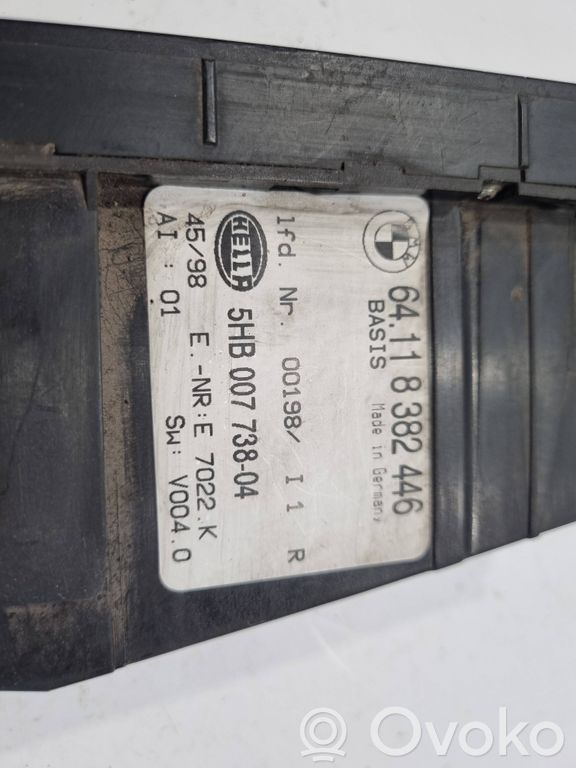 BMW
64.11 8 382 446
BASIS Made in Germany
lfd. Nr. 00198/ I 1 R
HELLA 5HB 007 738-04
45/98 E.-NR:E 7022.K
AI : 01 SW: V004.0
Ovoko